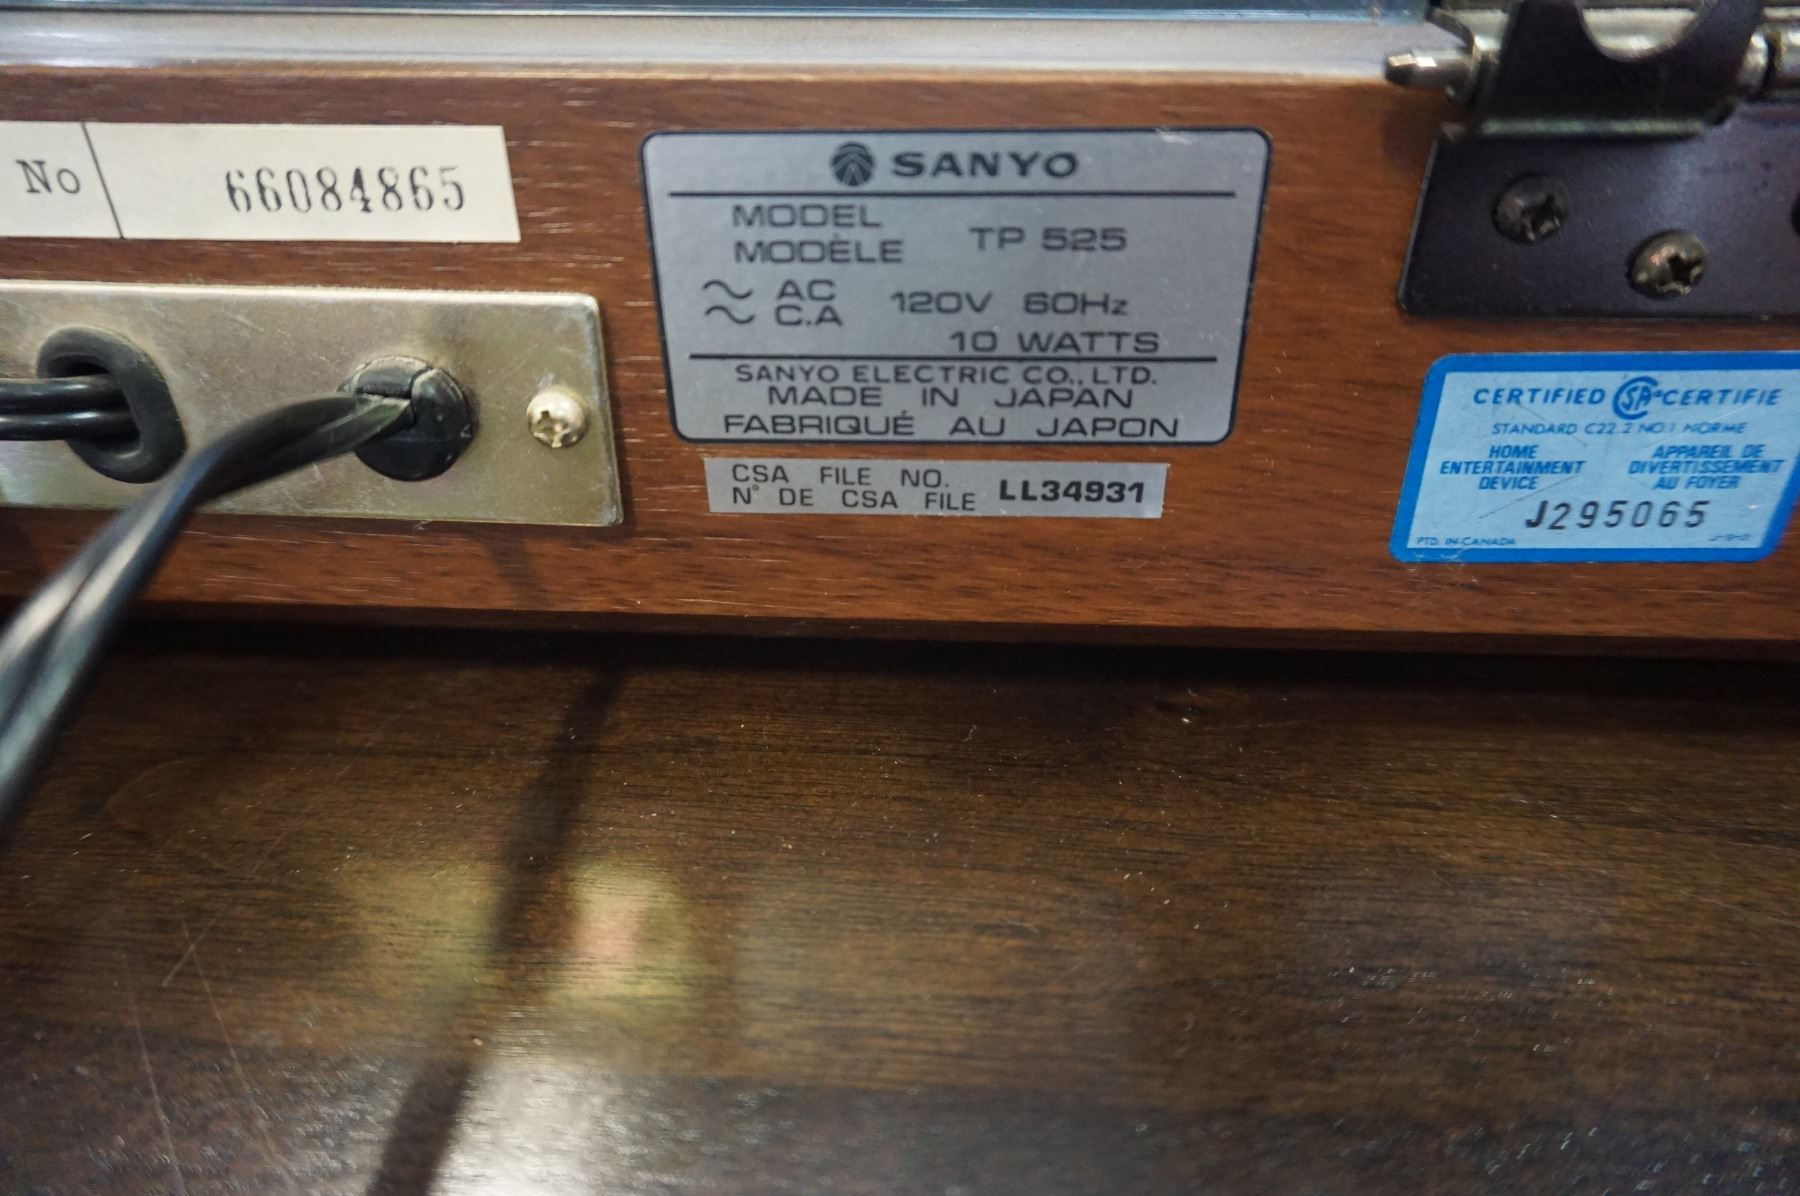 No 66084865
SANYO
MODEL
MODÈLE
TP 525
AC
C.A
120V 60Hz
10 WATTS
SANYO ELECTRIC CO., LTD.
MADE IN JAPAN
FABRIQUÉ AU JAPON
CSA FILE NO.
N° DE CSA FILE
LL34931
CERTIFIED SA CERTIFIE
STANDARD C22.2 NO.1 NORME
HOME
ENTERTAINMENT
DEVICE
APPAREIL DE
DIVERTISSEMENT
AU FOYER
J295065
PTD. IN CANADA